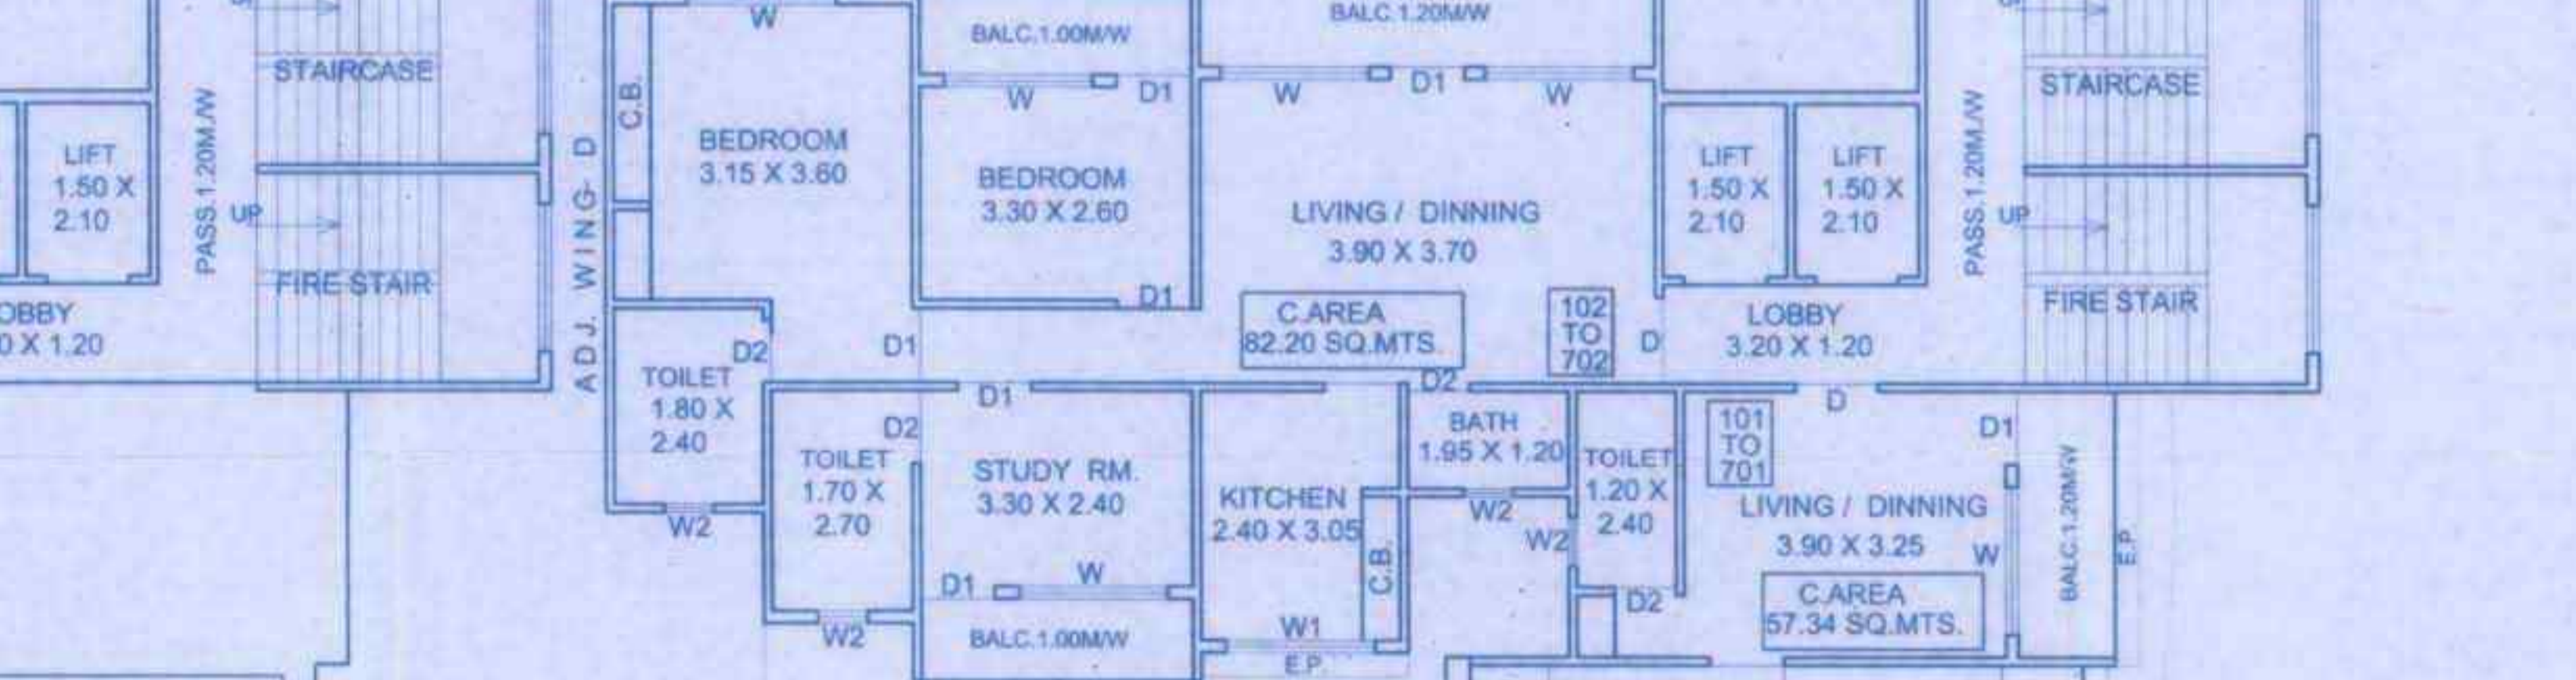 W
BALC.1.00M/W
BALC.1.20M/W
STAIRCASE
STAIRCASE
C.B.
W
D1
W
D1
W
LIFT
1.50 X
2.10
PASS.1.20M./W
UP
FIRE STAIR
ADJ. WING- D
BEDROOM
3.15 X 3.60
BEDROOM
3.30 X 2.60
LIVING / DINNING
3.90 X 3.70
LIFT
1.50 X
2.10
LIFT
1.50 X
2.10
PASS.1.20M/W
UP
FIRE STAIR
D1
C.AREA
82.20 SQ.MTS.
102
TO
702
D
LOBBY
3.20 X 1.20
OBBY
0 X 1.20
D2
D1
TOILET
1.80 X
2.40
D1
D2
D
D2
TOILET
1.70 X
2.70
STUDY RM.
3.30 X 2.40
KITCHEN
2.40 X 3.05
BATH
1.95 X 1.20
TOILET
1.20 X
2.40
101
TO
701
D1
LIVING / DINNING
3.90 X 3.25
W
BALC.1.20M/W
E.P.
W2
W2
W2
C.B.
D1
W
D2
C.AREA
57.34 SQ.MTS.
W2
BALC.1.00M/W
W1
E.P.